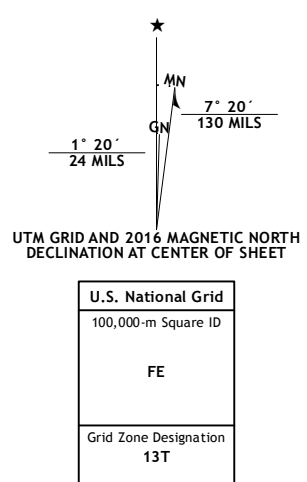 ★
MN
GN
7° 20´
130 MILS
1° 20´
24 MILS
UTM GRID AND 2016 MAGNETIC NORTH
DECLINATION AT CENTER OF SHEET
U.S. National Grid
100,000-m Square ID
FE
Grid Zone Designation
13T